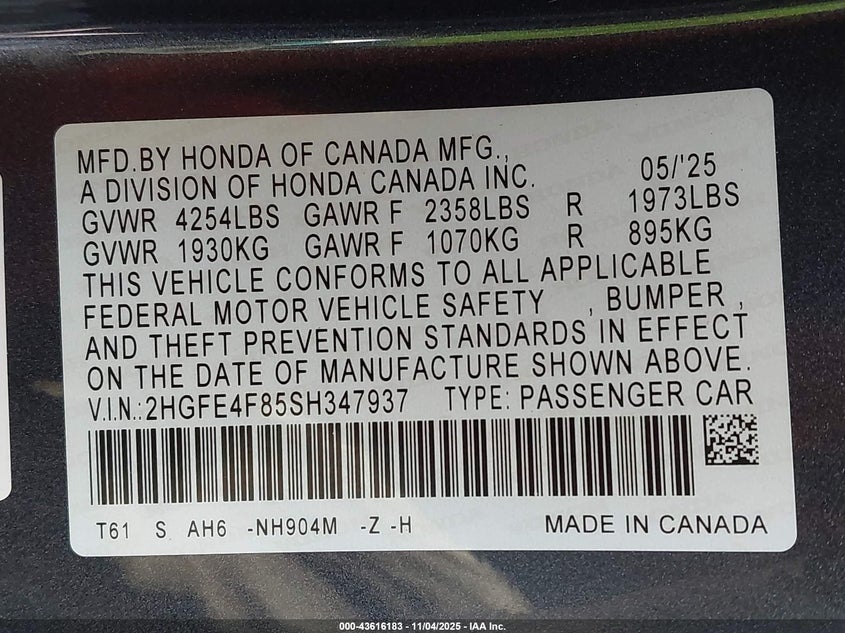 MFD.BY HONDA OF CANADA MFG.,
A DIVISION OF HONDA CANADA INC. 05/'25
GVWR 4254LBS GAWR F 2358LBS R 1973LBS
GVWR 1930KG GAWR F 1070KG R 895KG
THIS VEHICLE CONFORMS TO ALL APPLICABLE
FEDERAL MOTOR VEHICLE SAFETY , BUMPER ,
AND THEFT PREVENTION STANDARDS IN EFFECT
ON THE DATE OF MANUFACTURE SHOWN ABOVE.
V.I.N.:2HGFE4F85SH347937 TYPE: PASSENGER CAR
T61 S AH6 -NH904M -Z -H MADE IN CANADA
000-43616183 - 11/04/2025 - IAA Inc.